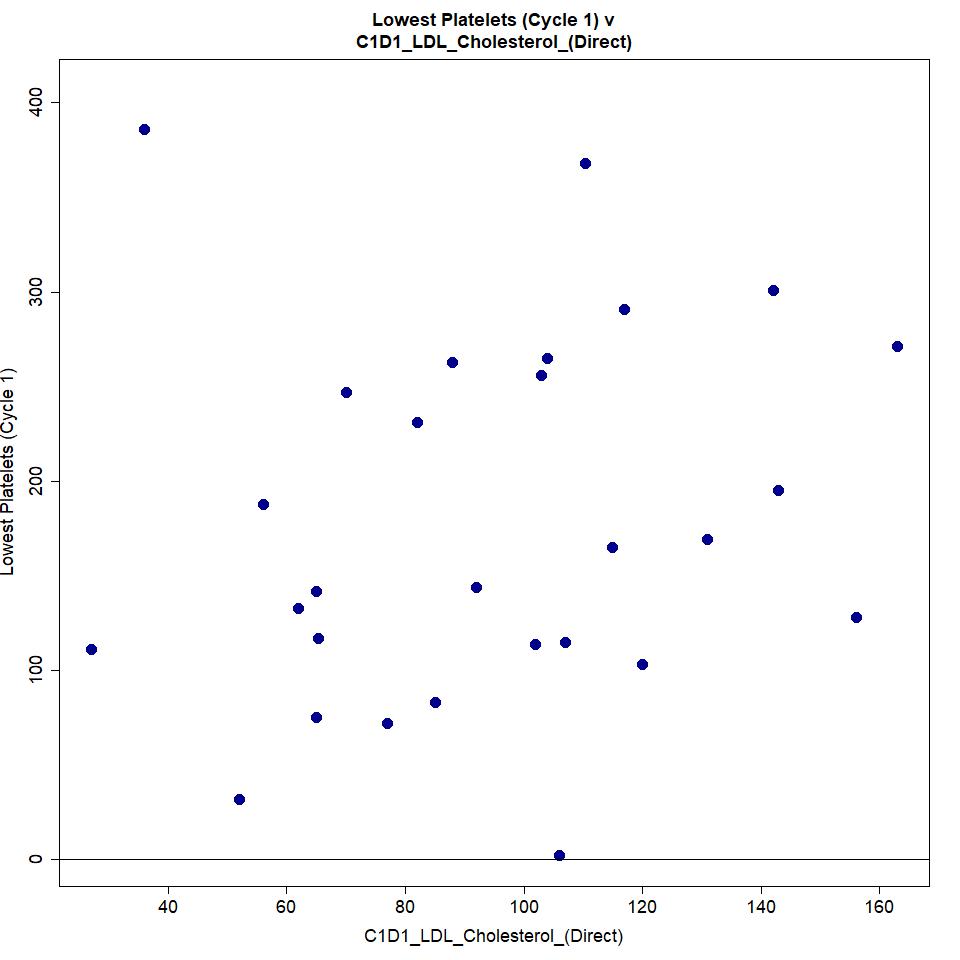 Lowest Platelets (Cycle 1) v
C1D1_LDL_Cholesterol_(Direct)
Lowest Platelets (Cycle 1)
400
300
200
100
0
40 60 80 100 120 140 160
C1D1_LDL_Cholesterol_(Direct)